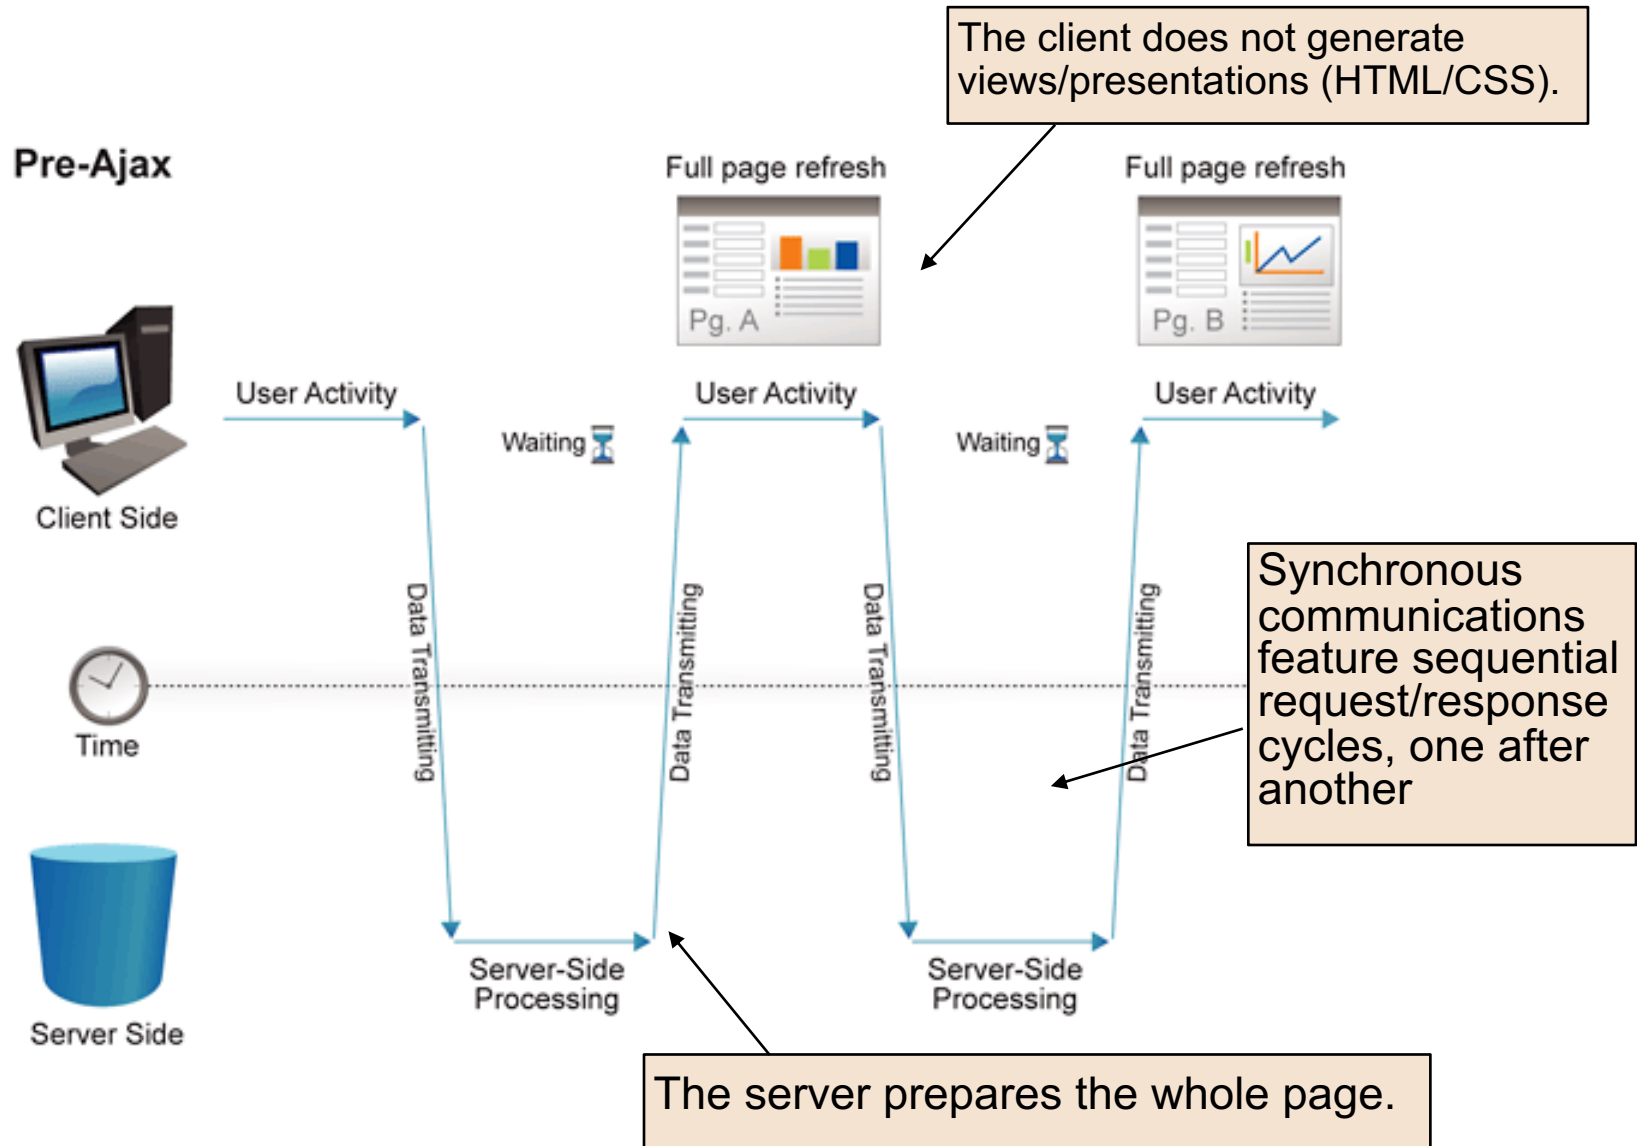 The client does not generate
views/presentations (HTML/CSS).
Pre-Ajax
Full page refresh
Full page refresh
Pg. A
Pg. B
User Activity
User Activity
User Activity
Waiting
Waiting
Client Side
Data Transmitting
Data Transmitting
Data Transmitting
Data Transmitting
Synchronous
communications
feature sequential
request/response
cycles, one after
another
Time
Server-Side
Processing
Server-Side
Processing
Server Side
The server prepares the whole page.